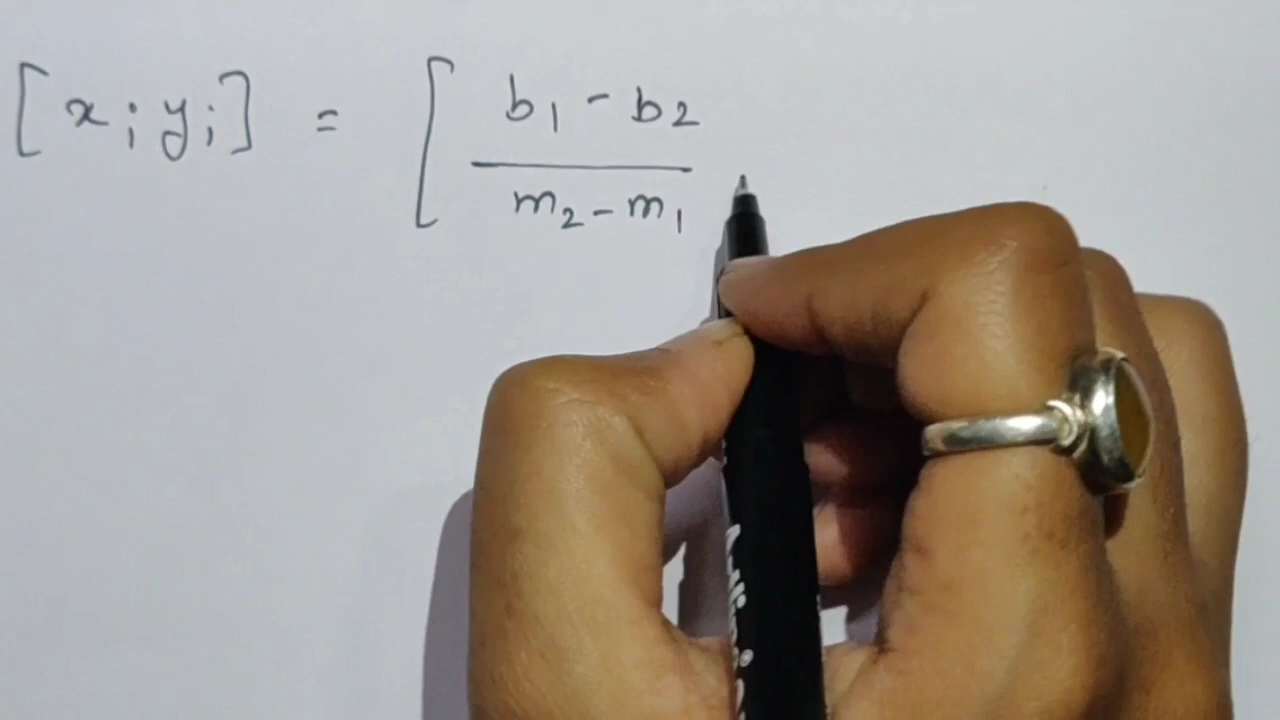 [x; y;] = [ b1 - b2
m2 - m1